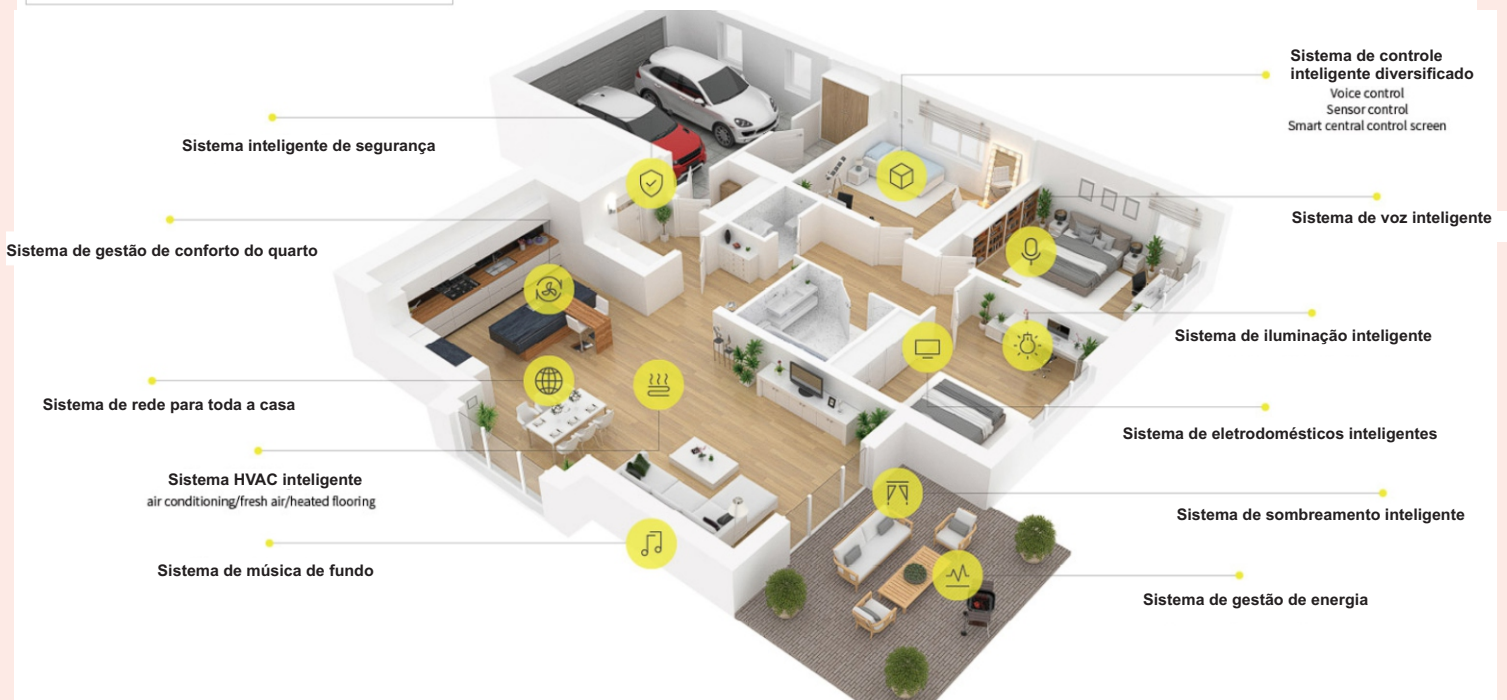 Sistema de controle
inteligente diversificado
Voice control
Sensor control
Smart central control screen
Sistema inteligente de segurança
Sistema de voz inteligente
Sistema de gestão de conforto do quarto
Sistema de iluminação inteligente
Sistema de rede para toda a casa
Sistema de eletrodomésticos inteligentes
Sistema HVAC inteligente
air conditioning/fresh air/heated flooring
Sistema de sombreamento inteligente
Sistema de música de fundo
Sistema de gestão de energia